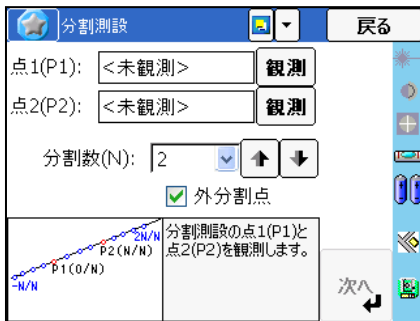 分割測設
戻る
点1(P1): <未観測> 観測
点2(P2): <未観測> 観測
分割数(N): 2
外分割点
2N/N
P2(N/N)
P1(0/N)
-N/N
分割測設の点1(P1)と
点2(P2)を観測します。
次へ